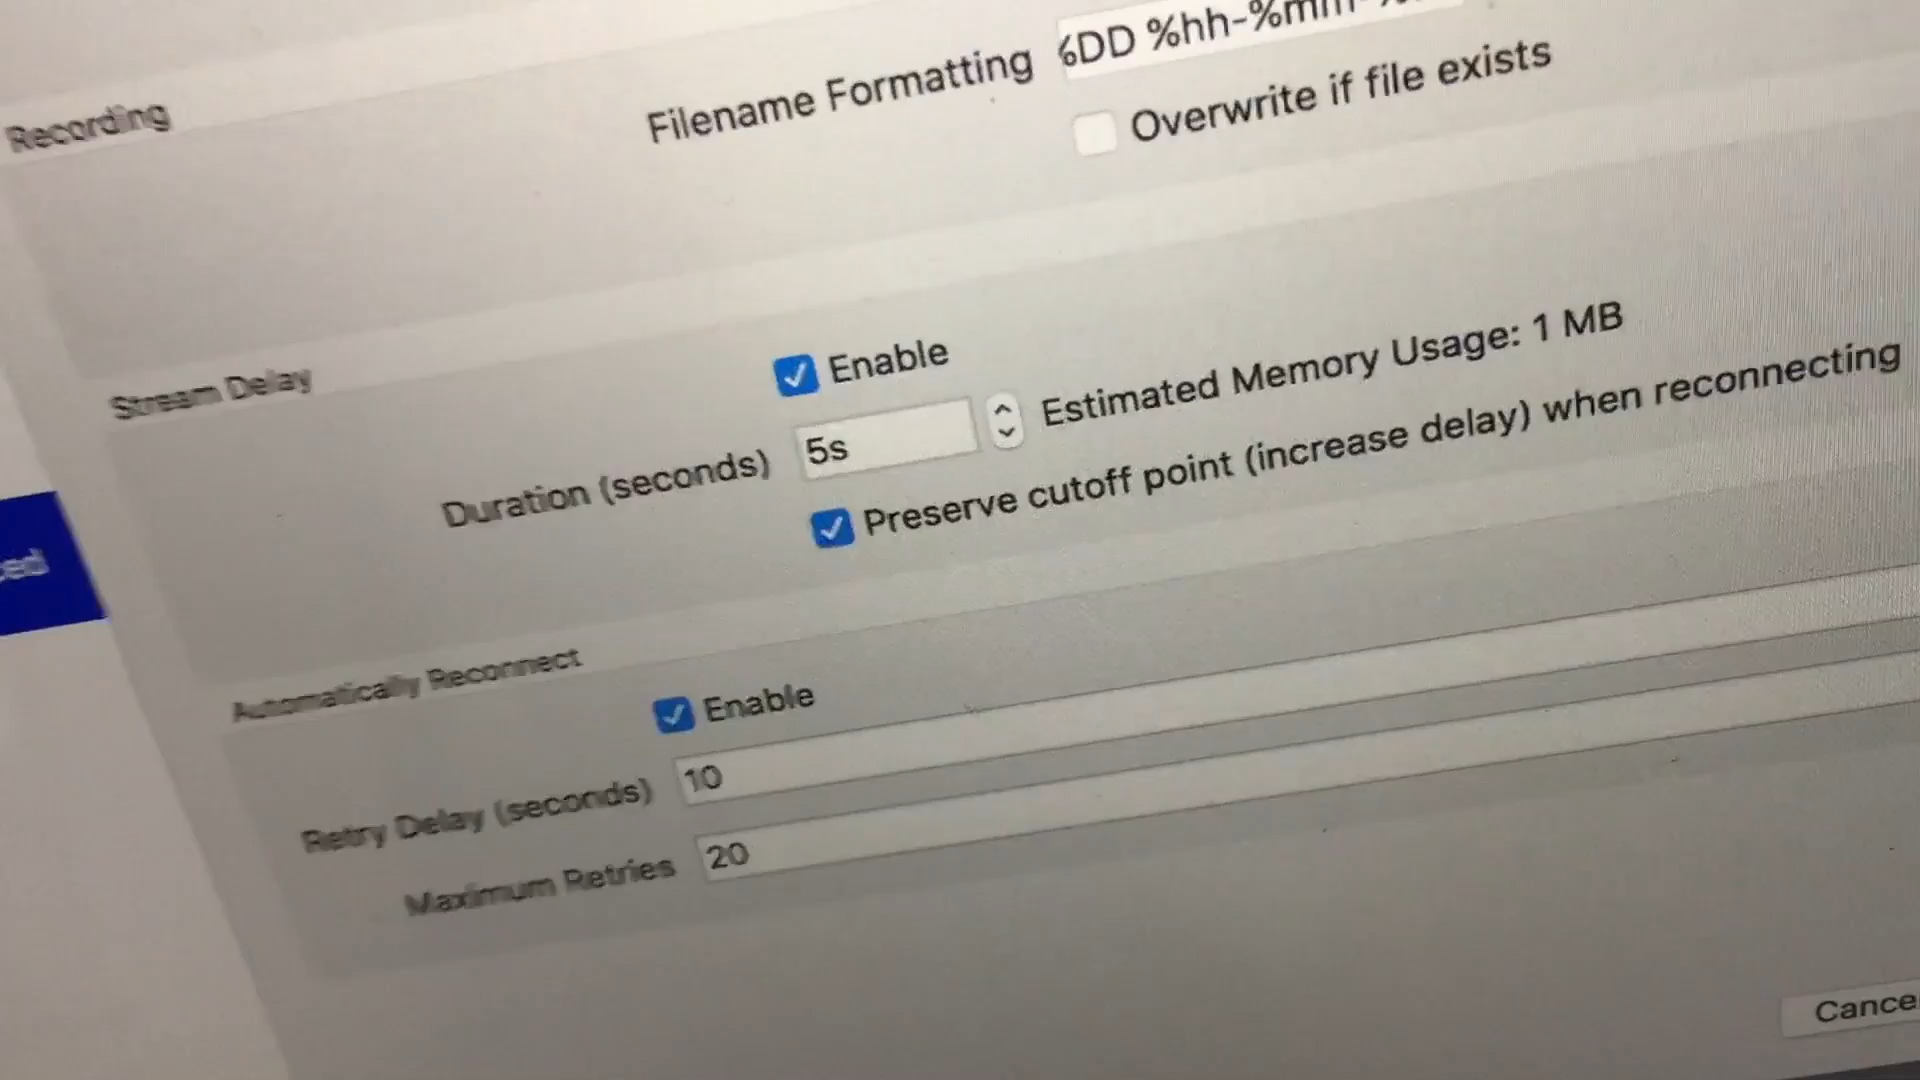 Recording
Filename Formatting %DD %hh-%mm-
Overwrite if file exists
Stream Delay
Enable
Duration (seconds) 5s Estimated Memory Usage: 1 MB
Preserve cutoff point (increase delay) when reconnecting
Automatically Reconnect
Enable
Retry Delay (seconds) 10
Maximum Retries 20